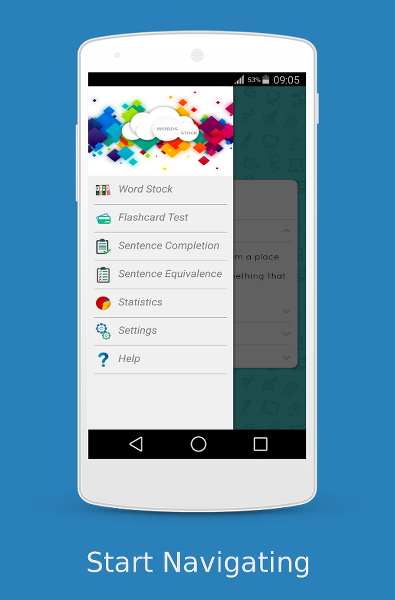 53% 09:05
WORDS
STOCK
Word Stock
Flashcard Test
Sentence Completion
om a place
Sentence Equivalence
ething that
Statistics
Settings
Help
Start Navigating